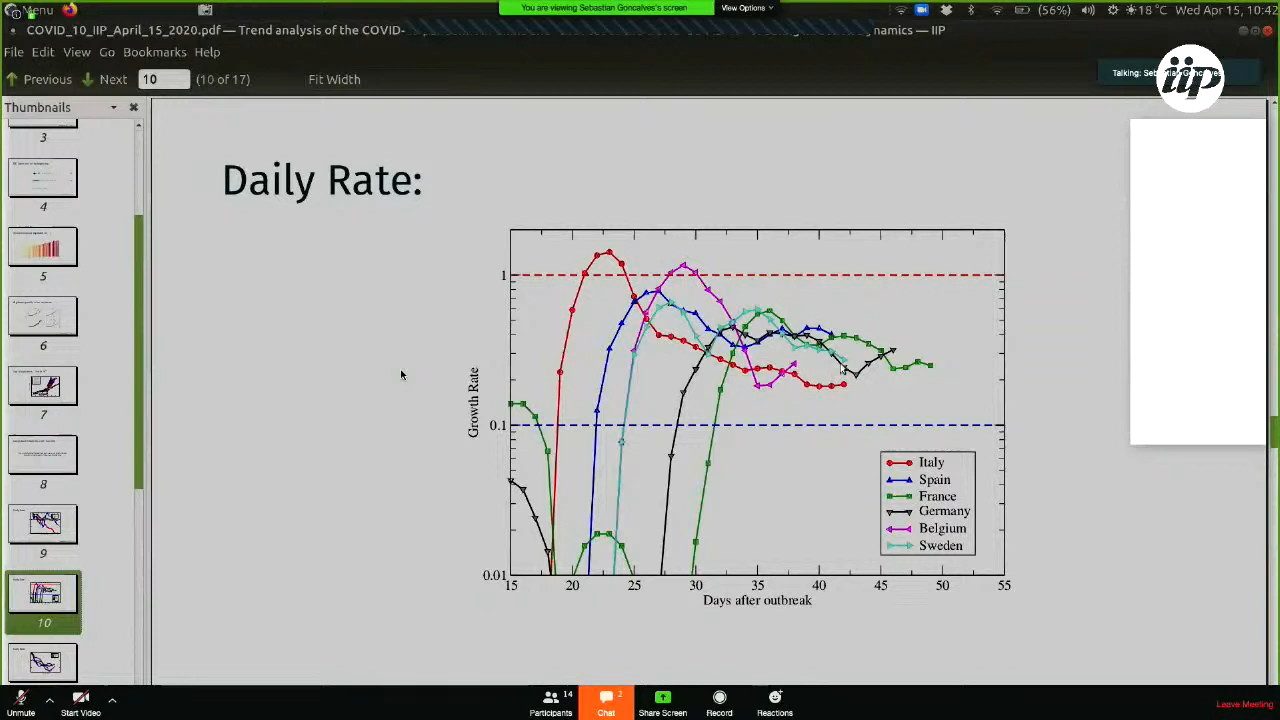 Menu
You are viewing Sebastian Goncalves's screen
View Options
(56%)
18°C
Wed Apr 15, 10:42
COVID_10_IIP_April_15_2020.pdf — Trend analysis of the COVID-
namics — IIP
File Edit View Go Bookmarks Help
Previous Next 10 (10 of 17) Fit Width
Talking: Sebastian Goncalves
iip
Thumbnails
3
4
5
6
7
8
9
10
Daily Rate:
1
0.1
0.01
Growth Rate
15 20 25 30 35 40 45 50 55
Days after outbreak
Italy
Spain
France
Germany
Belgium
Sweden
Unmute
Start Video
Participants 14
Chat 2
Share Screen
Record
Reactions
Leave Meeting